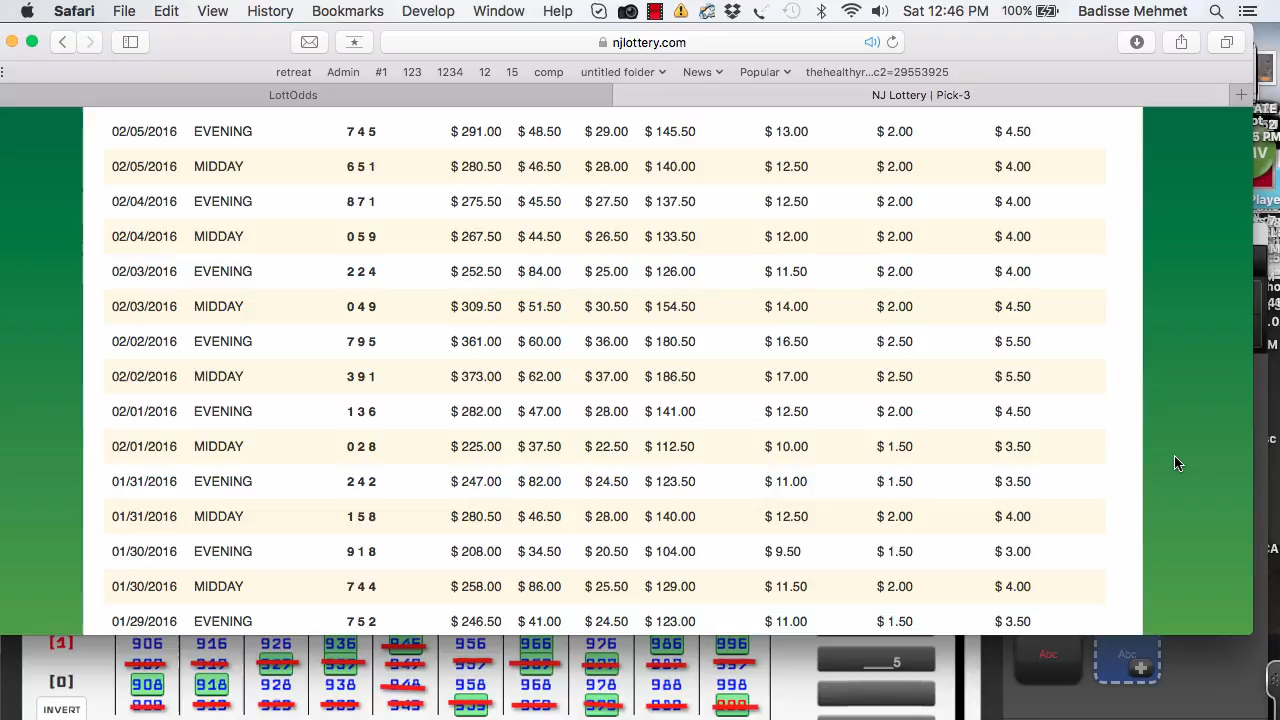 Safari File Edit View History Bookmarks Develop Window Help Sat 12:46 PM 100% Badisse Mehmet
njlottery.com
retreat Admin #1 123 1234 12 15 comp untitled folder News Popular thehealthyr...c2=29553925
LottOdds NJ Lottery | Pick-3
02/05/2016 EVENING 7 4 5 $ 291.00 $ 48.50 $ 29.00 $ 145.50 $ 13.00 $ 2.00 $ 4.50
02/05/2016 MIDDAY 6 5 1 $ 280.50 $ 46.50 $ 28.00 $ 140.00 $ 12.50 $ 2.00 $ 4.00
02/04/2016 EVENING 8 7 1 $ 275.50 $ 45.50 $ 27.50 $ 137.50 $ 12.50 $ 2.00 $ 4.00
02/04/2016 MIDDAY 0 5 9 $ 267.50 $ 44.50 $ 26.50 $ 133.50 $ 12.00 $ 2.00 $ 4.00
02/03/2016 EVENING 2 2 4 $ 252.50 $ 84.00 $ 25.00 $ 126.00 $ 11.50 $ 2.00 $ 4.00
02/03/2016 MIDDAY 0 4 9 $ 309.50 $ 51.50 $ 30.50 $ 154.50 $ 14.00 $ 2.00 $ 4.50
02/02/2016 EVENING 7 9 5 $ 361.00 $ 60.00 $ 36.00 $ 180.50 $ 16.50 $ 2.50 $ 5.50
02/02/2016 MIDDAY 3 9 1 $ 373.00 $ 62.00 $ 37.00 $ 186.50 $ 17.00 $ 2.50 $ 5.50
02/01/2016 EVENING 1 3 6 $ 282.00 $ 47.00 $ 28.00 $ 141.00 $ 12.50 $ 2.00 $ 4.50
02/01/2016 MIDDAY 0 2 8 $ 225.00 $ 37.50 $ 22.50 $ 112.50 $ 10.00 $ 1.50 $ 3.50
01/31/2016 EVENING 2 4 2 $ 247.00 $ 82.00 $ 24.50 $ 123.50 $ 11.00 $ 1.50 $ 3.50
01/31/2016 MIDDAY 1 5 8 $ 280.50 $ 46.50 $ 28.00 $ 140.00 $ 12.50 $ 2.00 $ 4.00
01/30/2016 EVENING 9 1 8 $ 208.00 $ 34.50 $ 20.50 $ 104.00 $ 9.50 $ 1.50 $ 3.00
01/30/2016 MIDDAY 7 4 4 $ 258.00 $ 86.00 $ 25.50 $ 129.00 $ 11.50 $ 2.00 $ 4.00
01/29/2016 EVENING 7 5 2 $ 246.50 $ 41.00 $ 24.50 $ 123.00 $ 11.00 $ 1.50 $ 3.50
[1] 906 916 926 936 956 966 976 986 996
___5 Abc Abc
[0] 908 918 928 938 948 958 968 978 988 998
INVERT